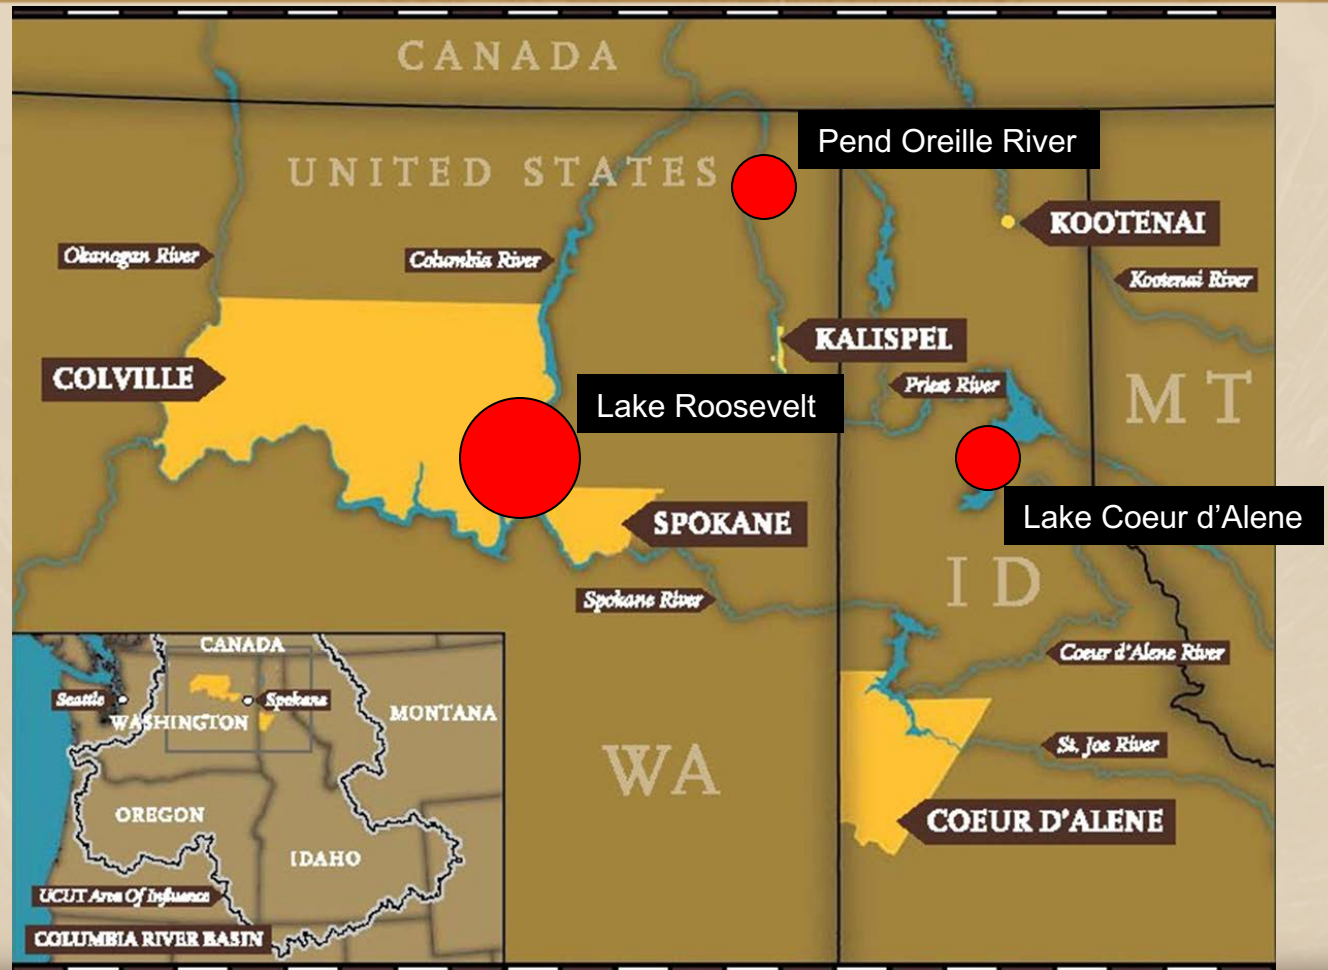 CANADA
Pend Oreille River
UNITED STATES
KOOTENAI
Okanogan River
Columbia River
Kootenai River
KALISPEL
COLVILLE
Priest River
MT
Lake Roosevelt
SPOKANE
Lake Coeur d’Alene
ID
Spokane River
Coeur d'Alene River
St. Joe River
WA
COEUR D'ALENE
CANADA
Seattle
Spokane
WASHINGTON
MONTANA
OREGON
IDAHO
UCUT Area Of Influence
COLUMBIA RIVER BASIN